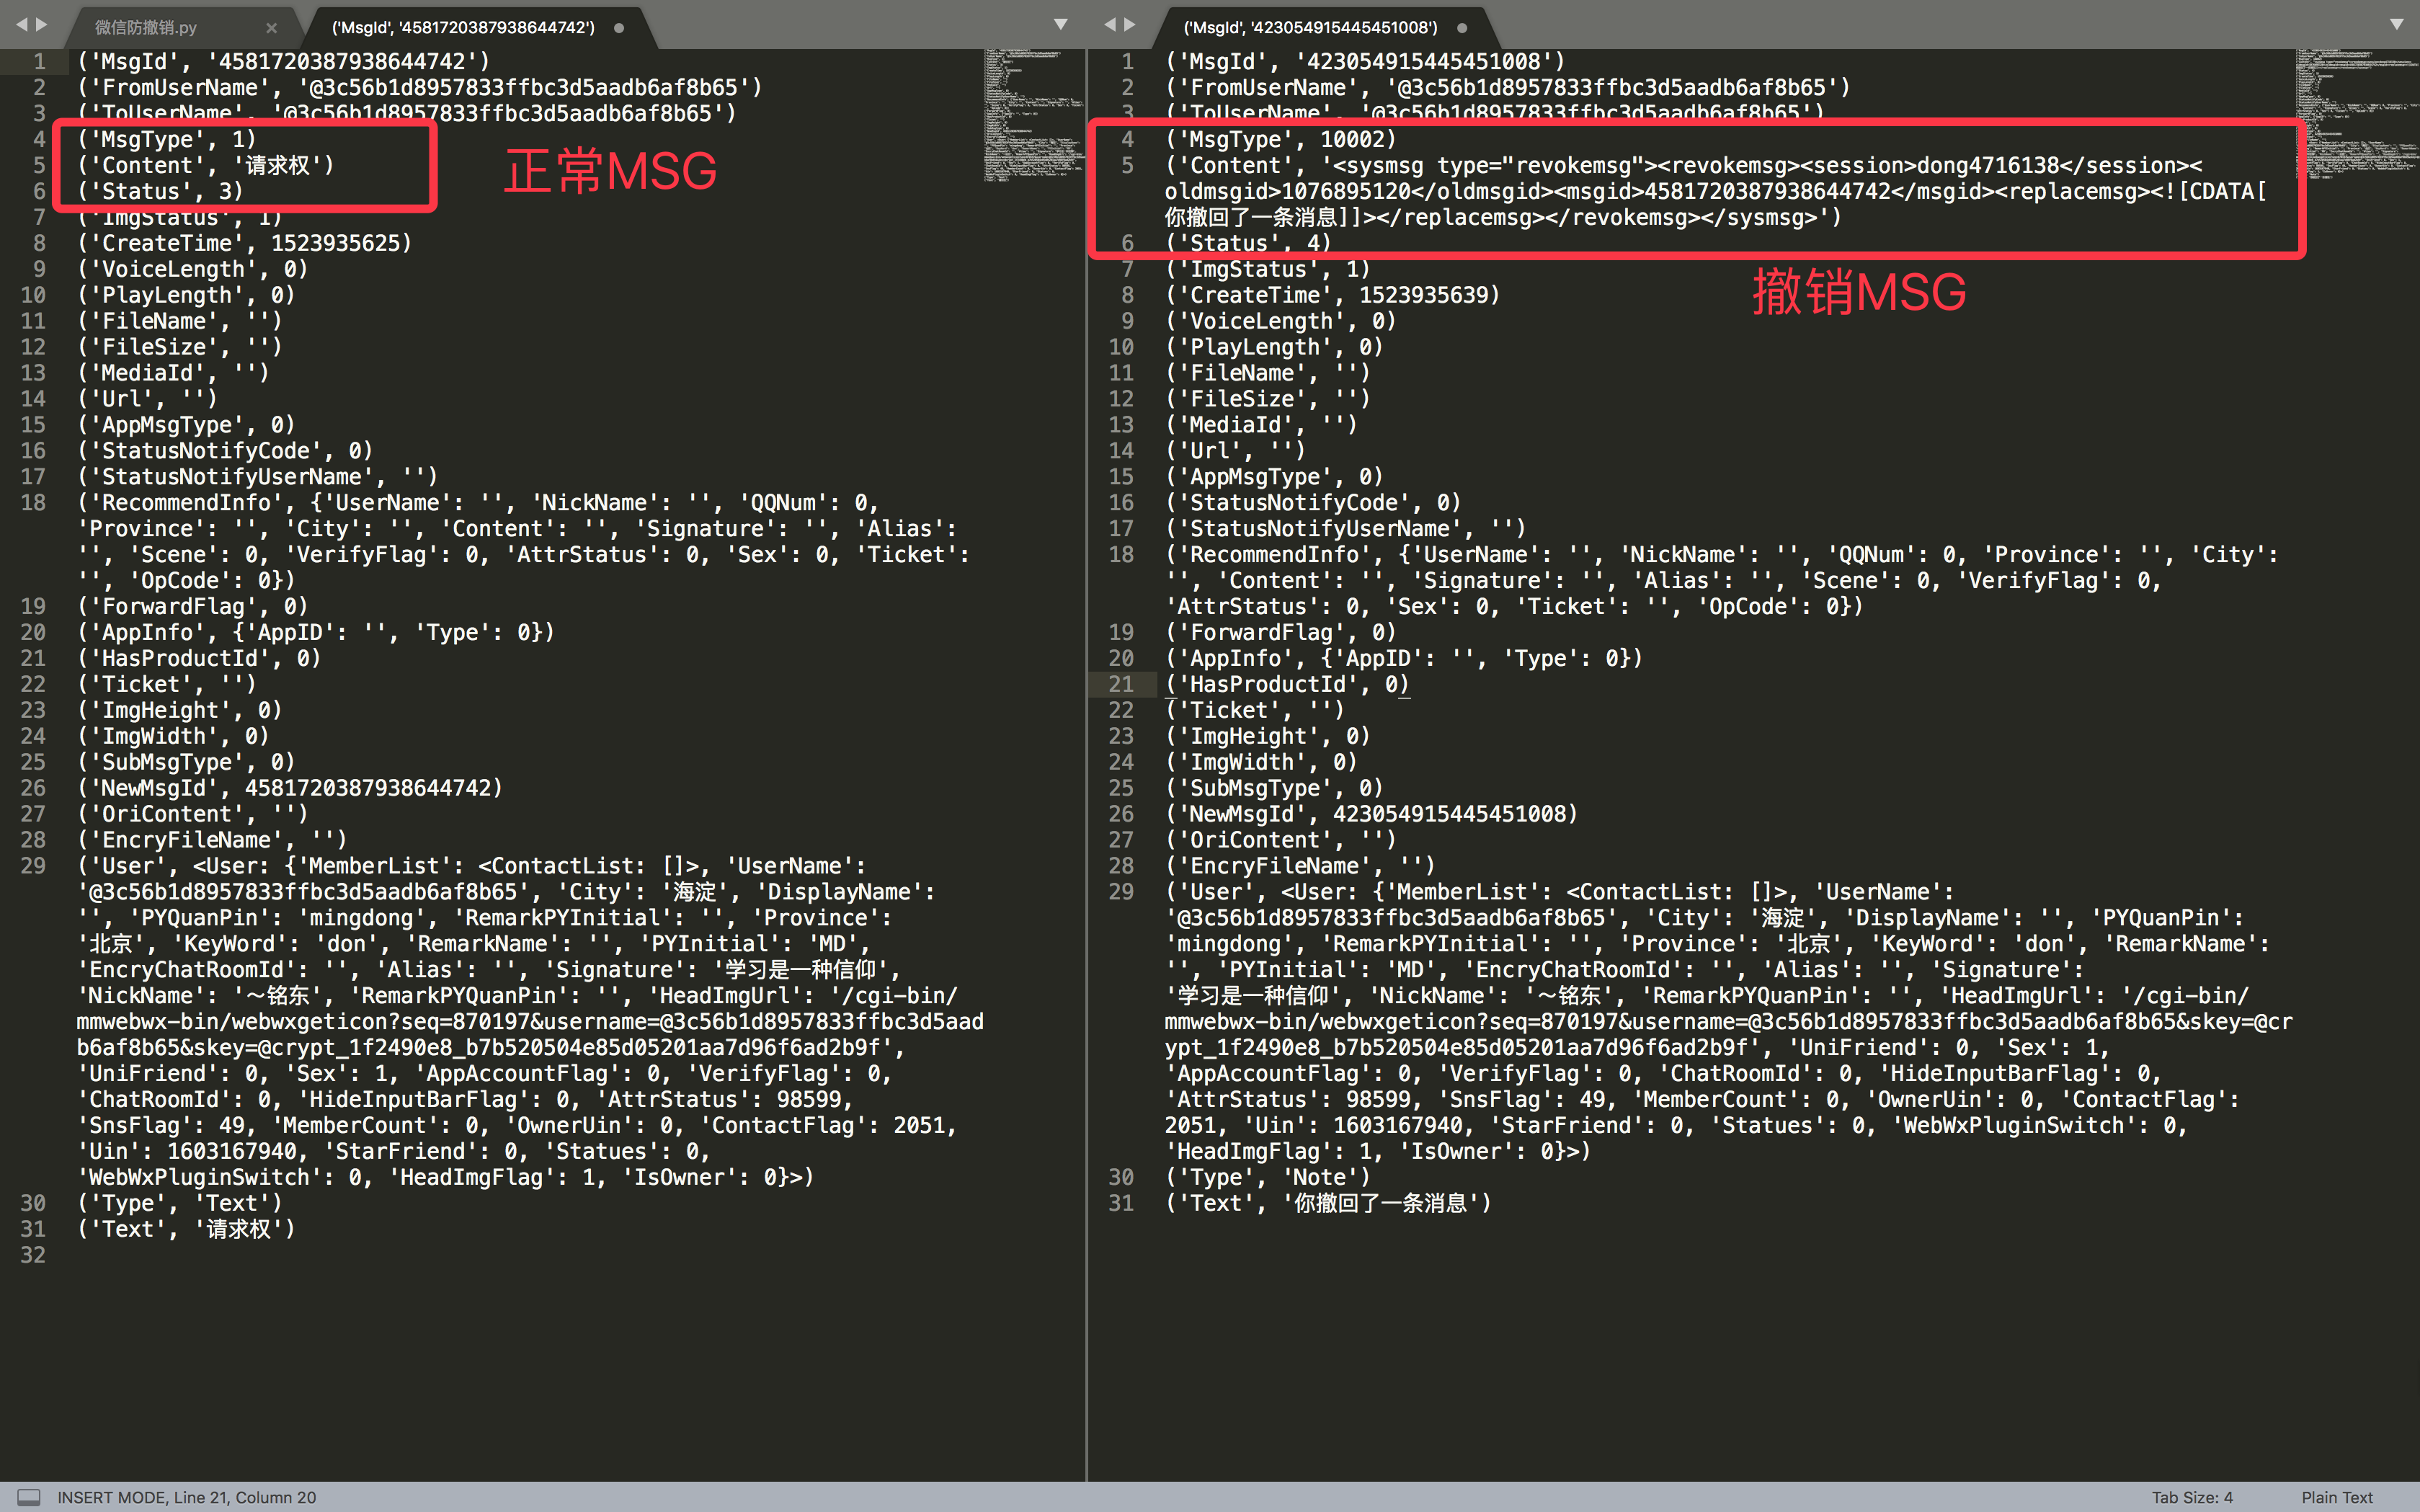 微信防撤销.py
('MsgId', '4581720387938644742')
1 ('MsgId', '4581720387938644742')
2 ('FromUserName', '@3c56b1d8957833ffbc3d5aadb6af8b65')
3 ('ToUserName', '@3c56b1d8957833ffbc3d5aadb6af8b65')
4 ('MsgType', 1)
5 ('Content', '请求权')
6 ('Status', 3)
正常MSG
7 ('ImgStatus', 1)
8 ('CreateTime', 1523935625)
9 ('VoiceLength', 0)
10 ('PlayLength', 0)
11 ('FileName', '')
12 ('FileSize', '')
13 ('MediaId', '')
14 ('Url', '')
15 ('AppMsgType', 0)
16 ('StatusNotifyCode', 0)
17 ('StatusNotifyUserName', '')
18 ('RecommendInfo', {'UserName': '', 'NickName': '', 'QQNum': 0,
'Province': '', 'City': '', 'Content': '', 'Signature': '', 'Alias':
'', 'Scene': 0, 'VerifyFlag': 0, 'AttrStatus': 0, 'Sex': 0, 'Ticket':
'', 'OpCode': 0})
19 ('ForwardFlag', 0)
20 ('AppInfo', {'AppID': '', 'Type': 0})
21 ('HasProductId', 0)
22 ('Ticket', '')
23 ('ImgHeight', 0)
24 ('ImgWidth', 0)
25 ('SubMsgType', 0)
26 ('NewMsgId', 4581720387938644742)
27 ('OriContent', '')
28 ('EncryFileName', '')
29 ('User', <User: {'MemberList': <ContactList: []>, 'UserName':
'@3c56b1d8957833ffbc3d5aadb6af8b65', 'City': '海淀', 'DisplayName':
'', 'PYQuanPin': 'mingdong', 'RemarkPYInitial': '', 'Province':
'北京', 'KeyWord': 'don', 'RemarkName': '', 'PYInitial': 'MD',
'EncryChatRoomId': '', 'Alias': '', 'Signature': '学习是一种信仰',
'NickName': '～铭东', 'RemarkPYQuanPin': '', 'HeadImgUrl': '/cgi-bin/
mmwebwx-bin/webwxgeticon?seq=870197&username=@3c56b1d8957833ffbc3d5aad
b6af8b65&skey=@crypt_1f2490e8_b7b520504e85d05201aa7d96f6ad2b9f',
'UniFriend': 0, 'Sex': 1, 'AppAccountFlag': 0, 'VerifyFlag': 0,
'ChatRoomId': 0, 'HideInputBarFlag': 0, 'AttrStatus': 98599,
'SnsFlag': 49, 'MemberCount': 0, 'OwnerUin': 0, 'ContactFlag': 2051,
'Uin': 1603167940, 'StarFriend': 0, 'Statues': 0,
'WebWxPluginSwitch': 0, 'HeadImgFlag': 1, 'IsOwner': 0}>)
30 ('Type', 'Text')
31 ('Text', '请求权')
32
('MsgId', '423054915445451008')
1 ('MsgId', '423054915445451008')
2 ('FromUserName', '@3c56b1d8957833ffbc3d5aadb6af8b65')
3 ('ToUserName', '@3c56b1d8957833ffbc3d5aadb6af8b65')
4 ('MsgType', 10002)
5 ('Content', '<sysmsg type="revokemsg"><revokemsg><session>dong4716138</session><
oldmsgid>1076895120</oldmsgid><msgid>4581720387938644742</msgid><replacemsg><![CDATA[
你撤回了一条消息]]></replacemsg></revokemsg></sysmsg>')
6 ('Status', 4)
撤销MSG
7 ('ImgStatus', 1)
8 ('CreateTime', 1523935639)
9 ('VoiceLength', 0)
10 ('PlayLength', 0)
11 ('FileName', '')
12 ('FileSize', '')
13 ('MediaId', '')
14 ('Url', '')
15 ('AppMsgType', 0)
16 ('StatusNotifyCode', 0)
17 ('StatusNotifyUserName', '')
18 ('RecommendInfo', {'UserName': '', 'NickName': '', 'QQNum': 0, 'Province': '', 'City':
'', 'Content': '', 'Signature': '', 'Alias': '', 'Scene': 0, 'VerifyFlag': 0,
'AttrStatus': 0, 'Sex': 0, 'Ticket': '', 'OpCode': 0})
19 ('ForwardFlag', 0)
20 ('AppInfo', {'AppID': '', 'Type': 0})
21 ('HasProductId', 0)
22 ('Ticket', '')
23 ('ImgHeight', 0)
24 ('ImgWidth', 0)
25 ('SubMsgType', 0)
26 ('NewMsgId', 423054915445451008)
27 ('OriContent', '')
28 ('EncryFileName', '')
29 ('User', <User: {'MemberList': <ContactList: []>, 'UserName':
'@3c56b1d8957833ffbc3d5aadb6af8b65', 'City': '海淀', 'DisplayName': '', 'PYQuanPin':
'mingdong', 'RemarkPYInitial': '', 'Province': '北京', 'KeyWord': 'don', 'RemarkName':
'', 'PYInitial': 'MD', 'EncryChatRoomId': '', 'Alias': '', 'Signature':
'学习是一种信仰', 'NickName': '～铭东', 'RemarkPYQuanPin': '', 'HeadImgUrl': '/cgi-bin/
mmwebwx-bin/webwxgeticon?seq=870197&username=@3c56b1d8957833ffbc3d5aadb6af8b65&skey=@cr
ypt_1f2490e8_b7b520504e85d05201aa7d96f6ad2b9f', 'UniFriend': 0, 'Sex': 1,
'AppAccountFlag': 0, 'VerifyFlag': 0, 'ChatRoomId': 0, 'HideInputBarFlag': 0,
'AttrStatus': 98599, 'SnsFlag': 49, 'MemberCount': 0, 'OwnerUin': 0, 'ContactFlag':
2051, 'Uin': 1603167940, 'StarFriend': 0, 'Statues': 0, 'WebWxPluginSwitch': 0,
'HeadImgFlag': 1, 'IsOwner': 0}>)
30 ('Type', 'Note')
31 ('Text', '你撤回了一条消息')
INSERT MODE, Line 21, Column 20
Tab Size: 4
Plain Text